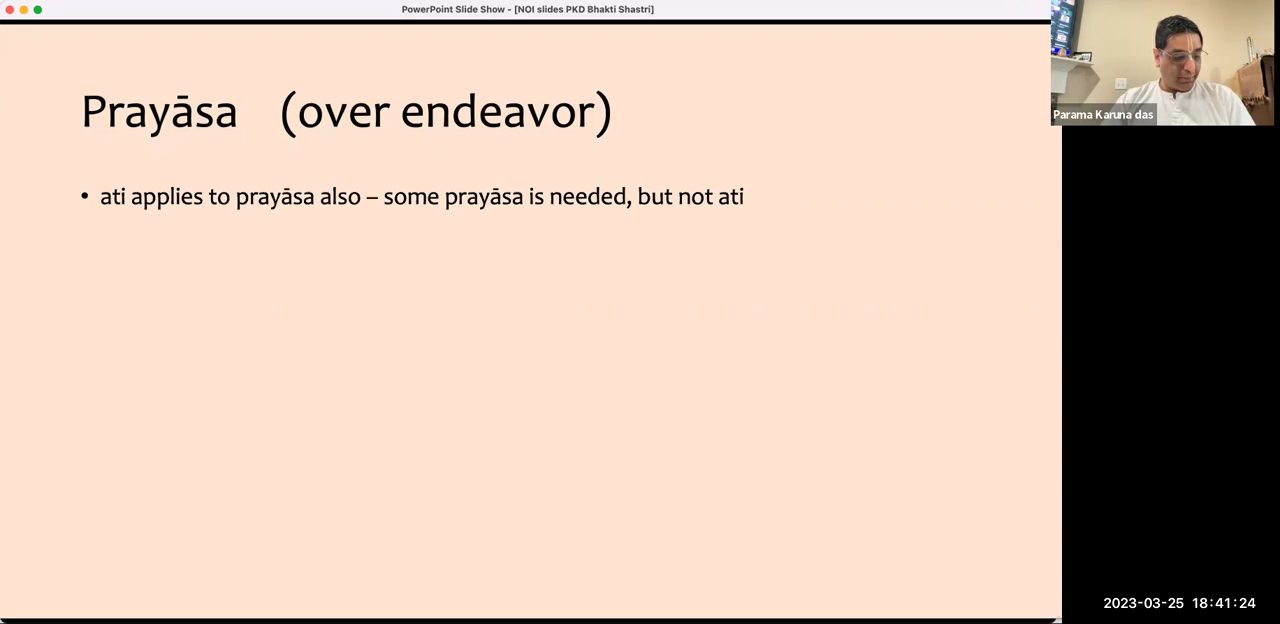 PowerPoint Slide Show - [NOI slides PKD Bhakti Shastri]
Prayāsa (over endeavor)
• ati applies to prayāsa also – some prayāsa is needed, but not ati
Parama Karuna das
2023-03-25 18:41:24